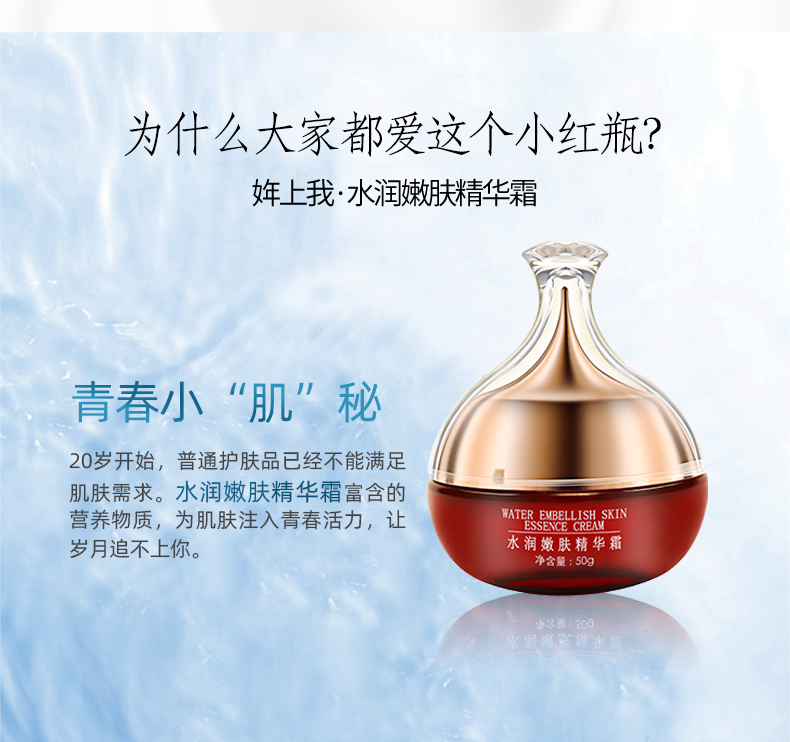 为什么大家都爱这个小红瓶?
姩上我·水润嫩肤精华霜
青春小“肌”秘
20岁开始，普通护肤品已经不能满足
肌肤需求。水润嫩肤精华霜富含的
营养物质，为肌肤注入青春活力，让
岁月追不上你。
WATER EMBELLISH SKIN
ESSENCE CREAM
水润嫩肤精华霜
净含量：50g